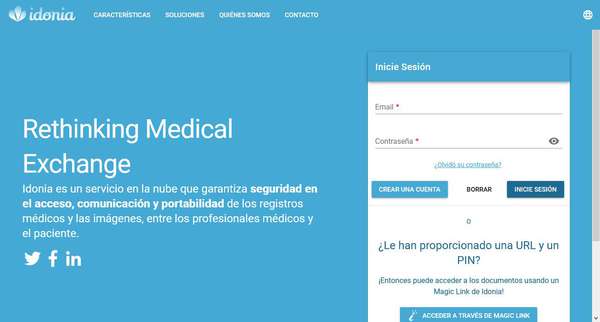 idonia CARACTERÍSTICAS SOLUCIONES QUIÉNES SOMOS CONTACTO
Inicie Sesión
Email *
Contraseña *
¿Olvidó su contraseña?
CREAR UNA CUENTA BORRAR INICIE SESIÓN
o
¿Le han proporcionado una URL y un
PIN?
¡Entonces puede acceder a los documentos usando un
Magic Link de Idonia!
ACCEDER A TRAVÉS DE MAGIC LINK
Rethinking Medical
Exchange
Idonia es un servicio en la nube que garantiza seguridad en
el acceso, comunicación y portabilidad de los registros
médicos y las imágenes, entre los profesionales médicos y
el paciente.